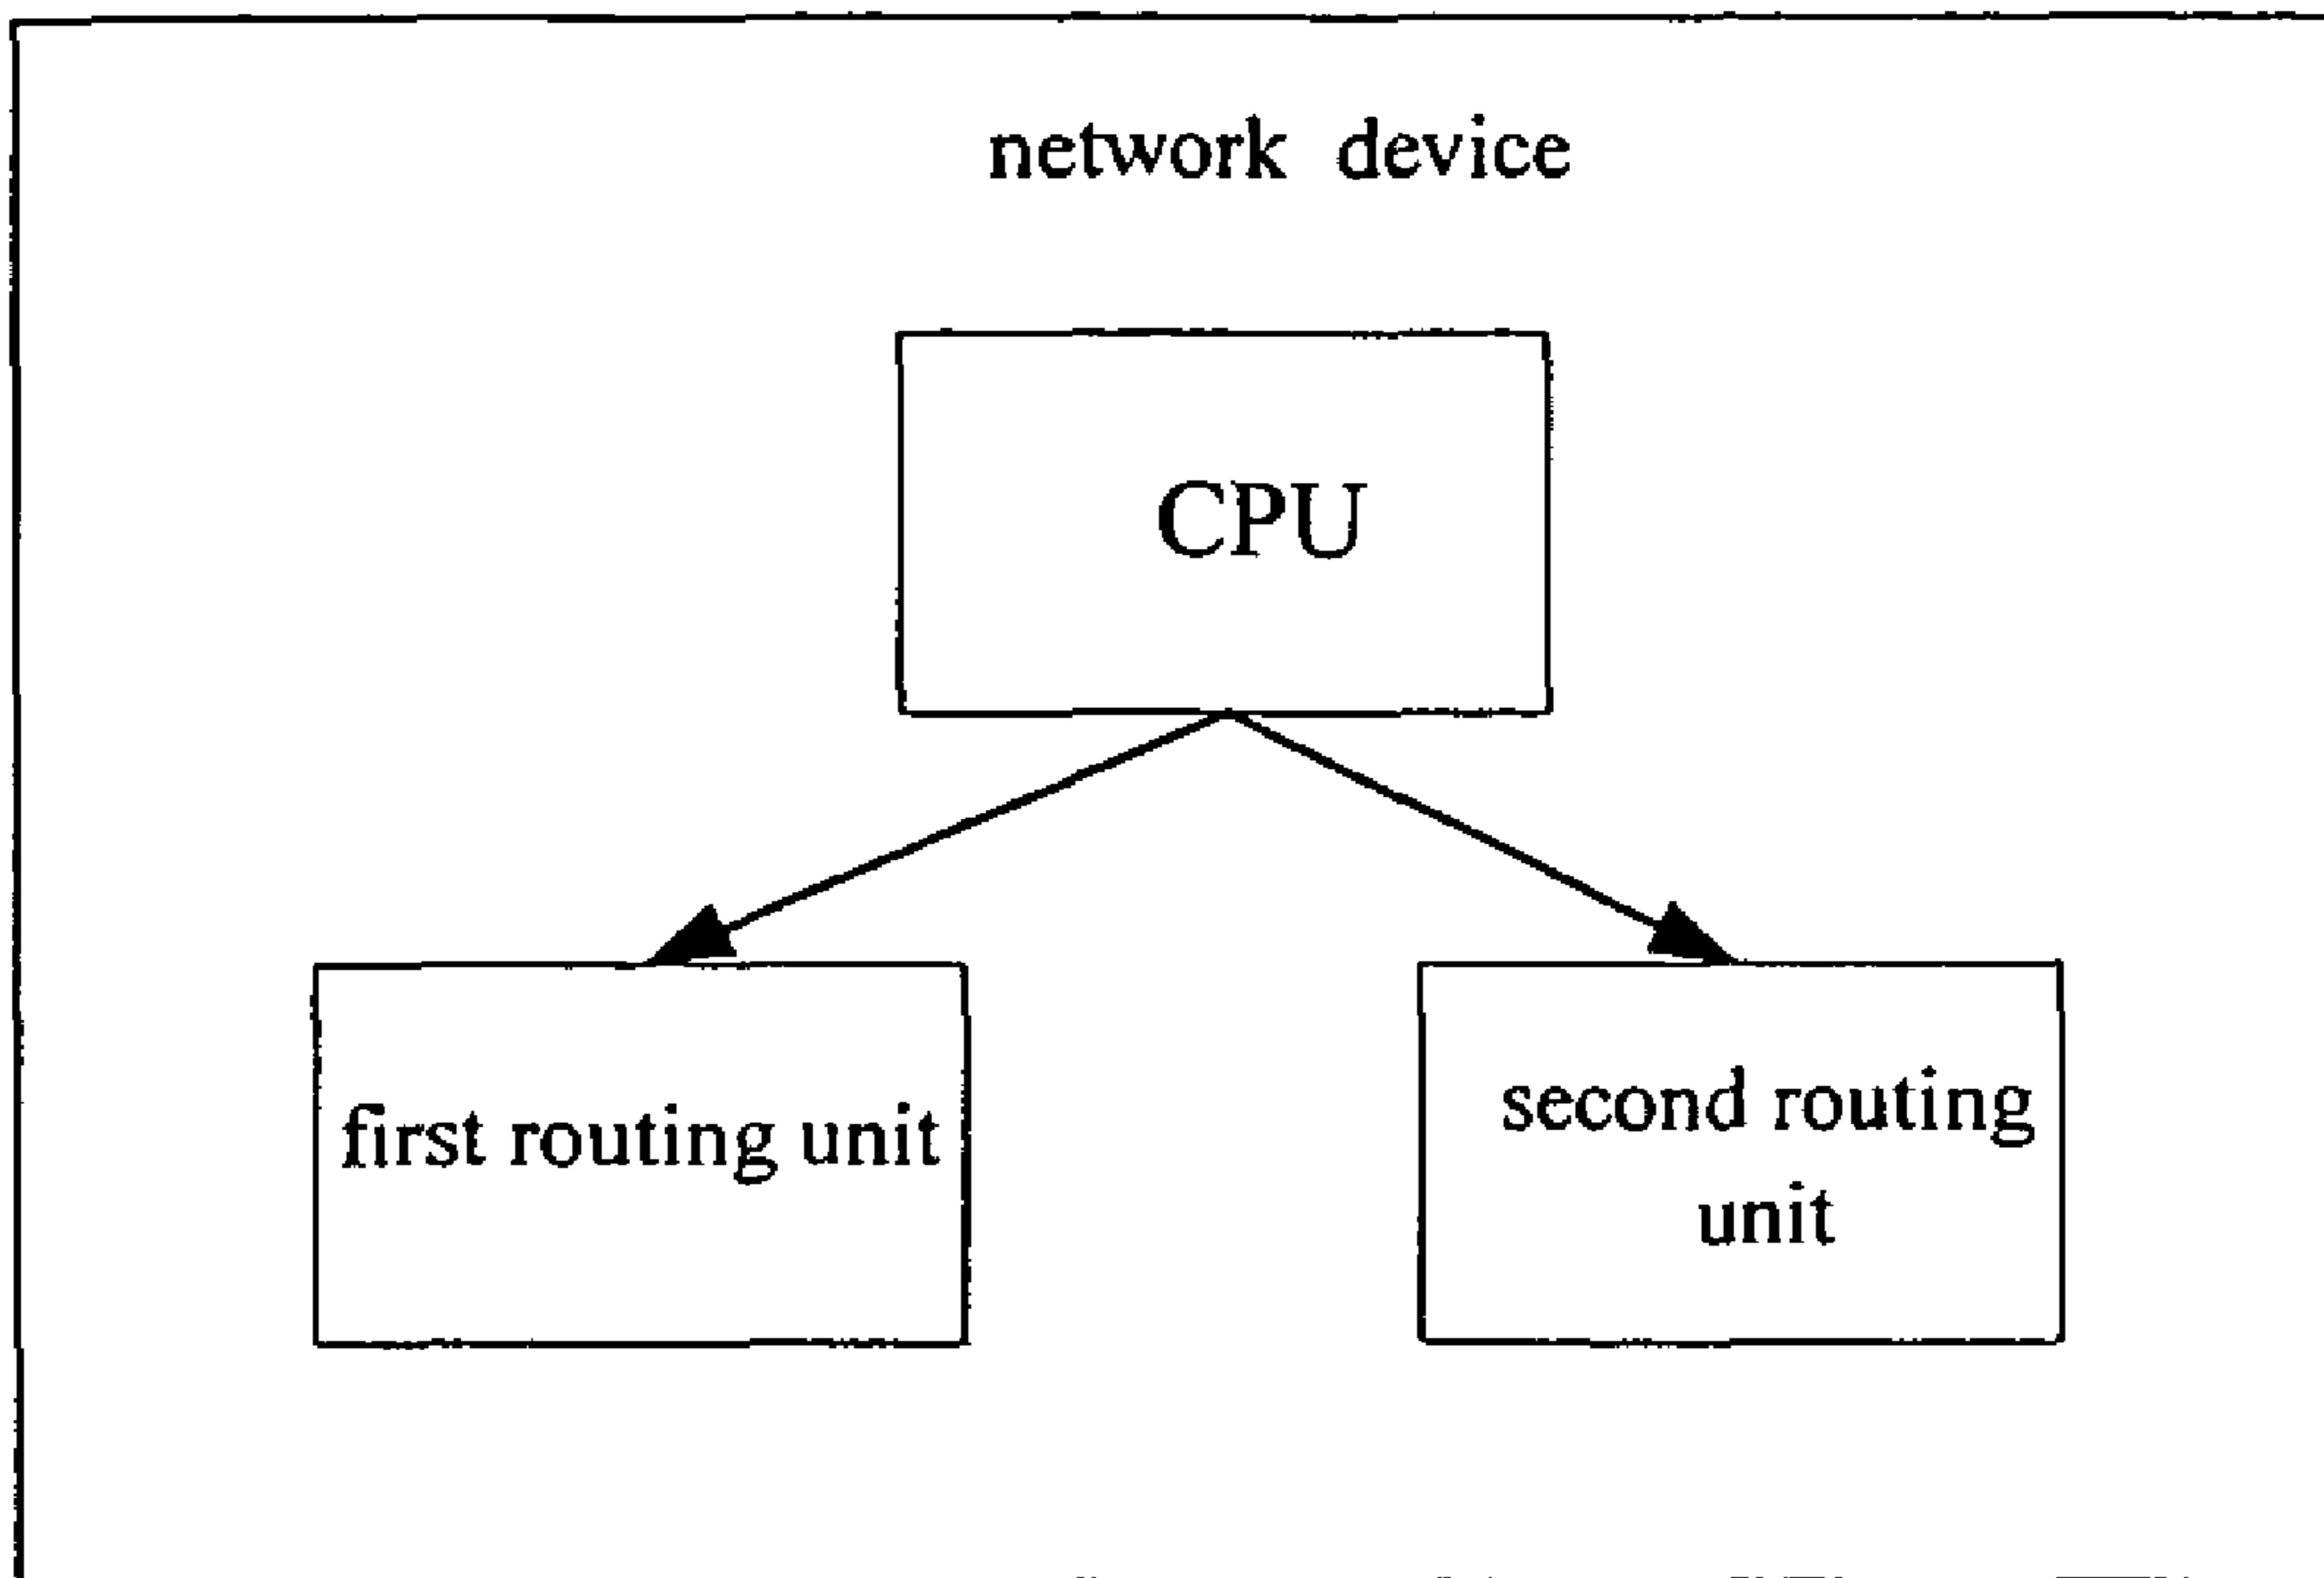 network device
CPU
first routing unit
second routing
unit